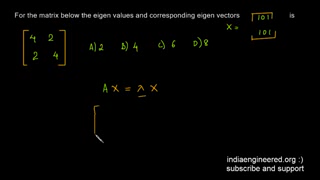 For the matrix below the eigen values and corresponding eigen vectors [101 101] is
X =
[4 2
2 4]
A) 2 B) 4 C) 6 D) 8
A X = λ X
[
indiaengineered.org :)
subscribe and support